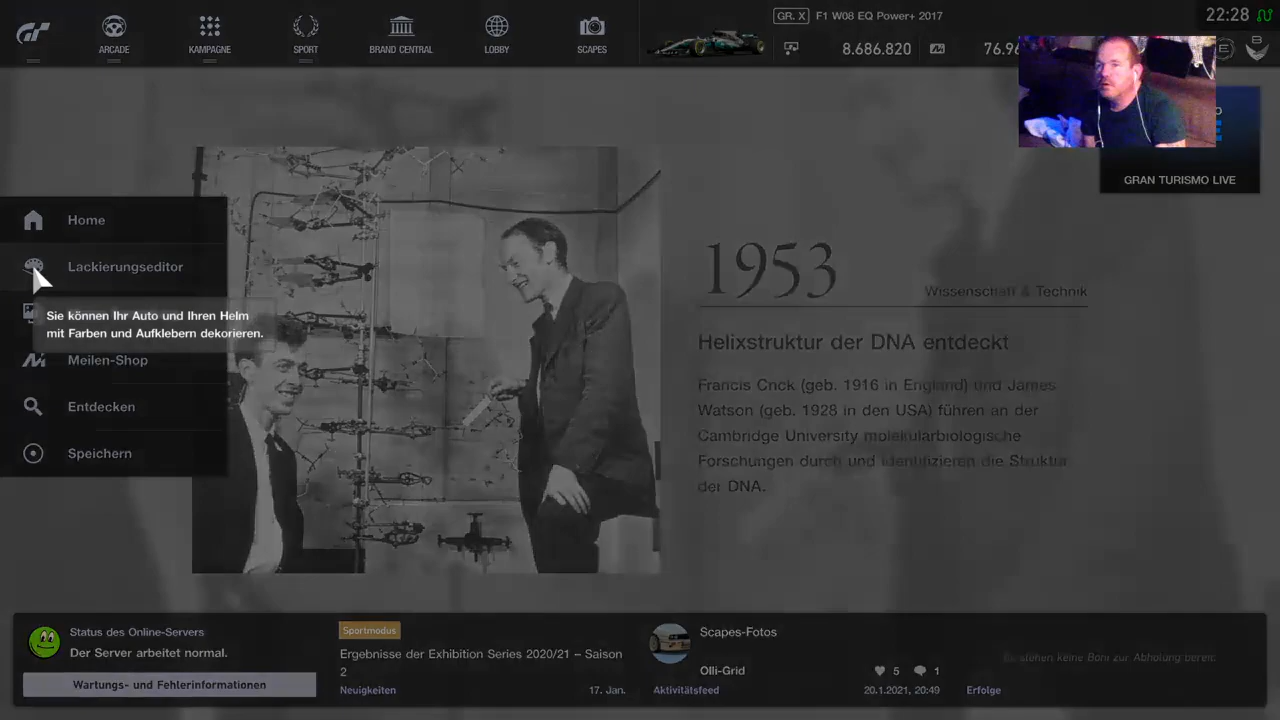 GR. X F1 W08 EQ Power+ 2017
22:28
ARCADE
KAMPAGNE
SPORT
BRAND CENTRAL
LOBBY
SCAPES
8.686.820
GRAN TURISMO LIVE
Home
Lackierungseditor
Sie können Ihr Auto und Ihren Helm
mit Farben und Aufklebern dekorieren.
Meilen-Shop
Entdecken
Speichern
1953
Wissenschaft & Technik
Helixstruktur der DNA entdeckt
Francis Crick (geb. 1916 in England) und James
Watson (geb. 1928 in den USA) führen an der
Cambridge University molekularbiologische
Forschungen durch und identifizieren die Struktur
der DNA.
Status des Online-Servers
Der Server arbeitet normal.
Wartungs- und Fehlerinformationen
Sportmodus
Ergebnisse der Exhibition Series 2020/21 – Saison
2
Neuigkeiten
17. Jan.
Scapes-Fotos
Olli-Grid
5 1
Aktivitätsfeed
20.1.2021, 20:49
Es stehen keine Boni zur Abholung bereit.
Erfolge